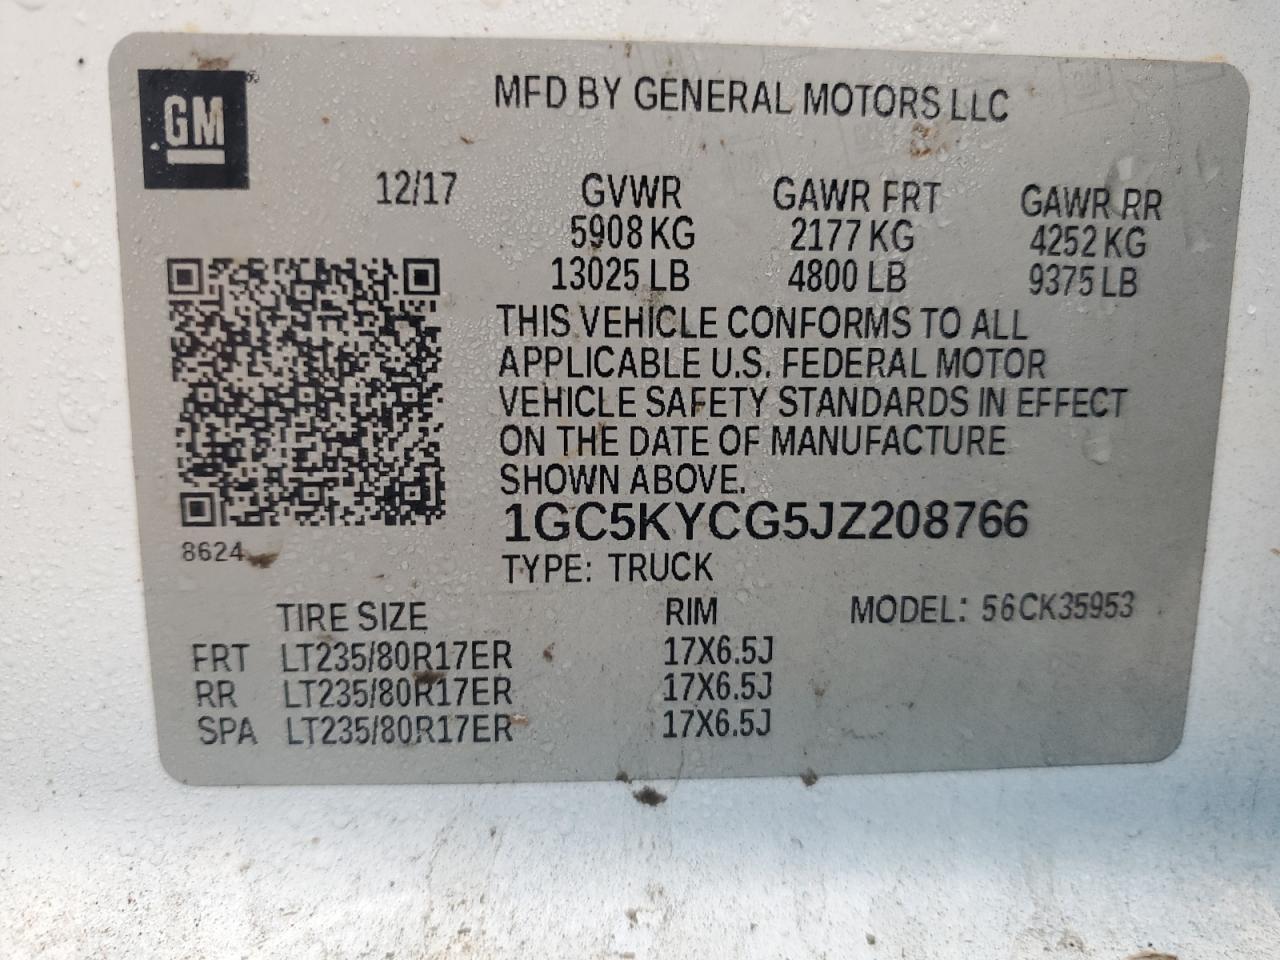 GM
MFD BY GENERAL MOTORS LLC
12/17 GVWR GAWR FRT GAWR RR
5908 KG 2177 KG 4252 KG
13025 LB 4800 LB 9375 LB
THIS VEHICLE CONFORMS TO ALL
APPLICABLE U.S. FEDERAL MOTOR
VEHICLE SAFETY STANDARDS IN EFFECT
ON THE DATE OF MANUFACTURE
SHOWN ABOVE.
1GC5KYCG5JZ208766
8624
TYPE: TRUCK
TIRE SIZE RIM MODEL: 56CK35953
FRT LT235/80R17ER 17X6.5J
RR LT235/80R17ER 17X6.5J
SPA LT235/80R17ER 17X6.5J